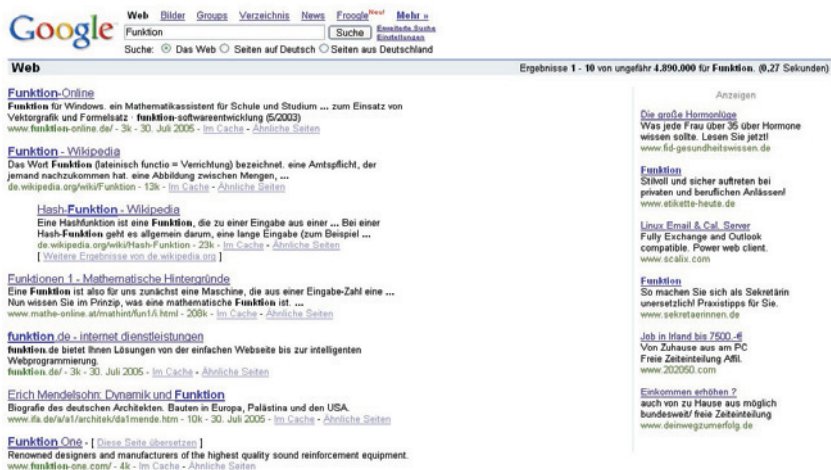 Google
Web Bilder Groups Verzeichnis News Froogle Neu! Mehr »
Funktion
Suche
Erweiterte Suche
Einstellungen
Suche: Das Web Seiten auf Deutsch Seiten aus Deutschland
Web
Ergebnisse 1 - 10 von ungefähr 4.890.000 für Funktion. (0,27 Sekunden)
Funktion-Online
Funktion für Windows. ein Mathematikassistent für Schule und Studium ... zum Einsatz von
Vektorgrafik und Formelsatz · funktion-softwareentwicklung (5/2003)
www.funktion-online.de/ - 3k - 30. Juli 2005 - Im Cache - Ähnliche Seiten
Funktion - Wikipedia
Das Wort Funktion (lateinisch functio = Verrichtung) bezeichnet. eine Amtspflicht, der
jemand nachzukommen hat. eine Abbildung zwischen Mengen, ...
de.wikipedia.org/wiki/Funktion - 13k - Im Cache - Ähnliche Seiten
Hash-Funktion - Wikipedia
Eine Hashfunktion ist eine Funktion, die zu einer Eingabe aus einer ... Bei einer
Hash-Funktion geht es allgemein darum, eine lange Eingabe (zum Beispiel ...
de.wikipedia.org/wiki/Hash-Funktion - 23k - Im Cache - Ähnliche Seiten
[ Weitere Ergebnisse von de.wikipedia.org ]
Funktionen 1 - Mathematische Hintergründe
Eine Funktion ist also für uns zunächst eine Maschine, die aus einer Eingabe-Zahl eine ...
Nun wissen Sie im Prinzip, was eine mathematische Funktion ist. ...
www.mathe-online.at/mathint/fun1/i.html - 208k - Im Cache - Ähnliche Seiten
funktion.de - internet dienstleistungen
funktion.de bietet Ihnen Lösungen von der einfachen Webseite bis zur intelligenten
Webprogrammierung.
funktion.de/ - 3k - 30. Juli 2005 - Im Cache - Ähnliche Seiten
Erich Mendelsohn: Dynamik und Funktion
Biografie des deutschen Architekten. Bauten in Europa, Palästina und den USA.
www.ifa.de/a/a1/architek/da1mende.htm - 10k - 30. Juli 2005 - Im Cache - Ähnliche Seiten
Funktion One - [ Diese Seite übersetzen ]
Renowned designers and manufacturers of the highest quality sound reinforcement equipment.
www.funktion-one.com/ - 4k - Im Cache - Ähnliche Seiten
Anzeigen
Die große Hormonlüge
Was jede Frau über 35 über Hormone
wissen sollte. Lesen Sie jetzt!
www.fid-gesundheitswissen.de
Funktion
Stilvoll und sicher auftreten bei
privaten und beruflichen Anlässen!
www.etikette-heute.de
Linux Email & Cal. Server
Fully Exchange and Outlook
compatible. Power web client.
www.scalix.com
Funktion
So machen Sie sich als Sekretärin
unersetzlich! Praxistipps für Sie.
www.sekretaerinnen.de
Job in Irland bis 7500.-€
Von Zuhause aus am PC
Freie Zeiteinteilung Affil.
www.202050.com
Einkommen erhöhen ?
auch von zu Hause aus möglich
bundesweit/ freie Zeiteinteilung
www.deinwegzumerfolg.de